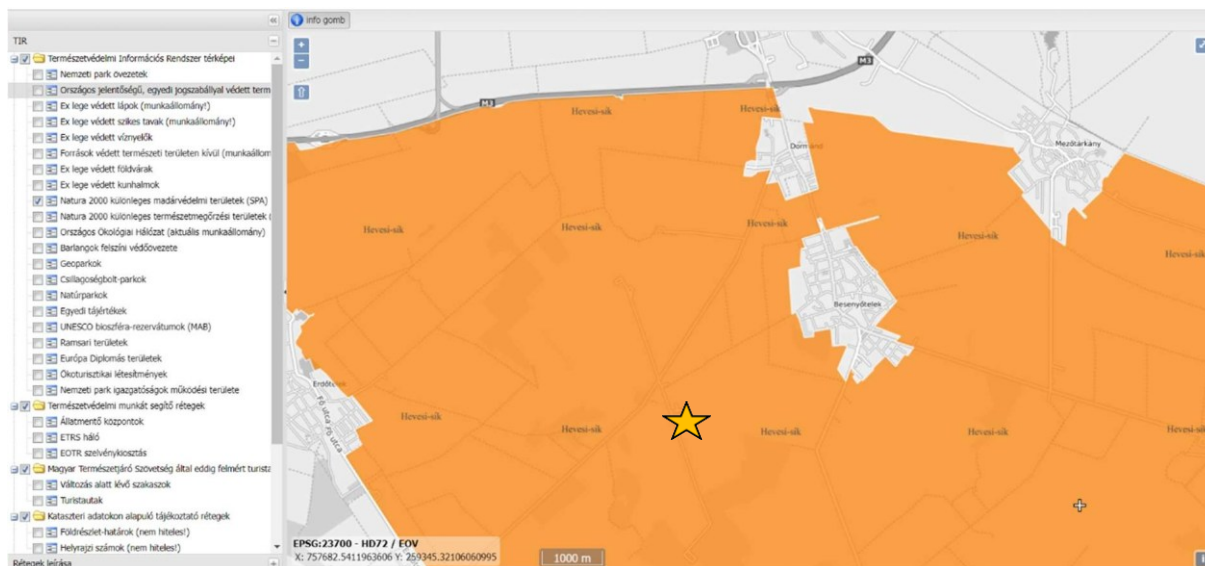 info gomb
TIR
Természetvédelmi Információs Rendszer térképei
Nemzeti park övezetek
Országos jelentőségű, egyedi jogszabállyal védett term
Ex lege védett lápok (munkaállomány!)
Ex lege védett szikes tavak (munkaállomány!)
Ex lege védett víznyelők
Források védett természeti területen kívül (munkaállom
Ex lege védett földvárak
Ex lege védett kunhalmok
Natura 2000 különleges madárvédelmi területek (SPA)
Natura 2000 különleges természetmegőrzési területek (
Országos Ökológiai Hálózat (aktuális munkaállomány)
Barlangok felszíni védőövezete
Geoparkok
Csillagoségbolt-parkok
Natúrparkok
Egyedi tájértékek
UNESCO bioszféra-rezervátumok (MAB)
Ramsari területek
Európa Diplomás területek
Ökoturisztikai létesítmények
Nemzeti park igazgatóságok működési területe
Természetvédelmi munkát segítő rétegek
Állatmentő központok
ETRS háló
EOTR szelvénykiosztás
Magyar Természetjáró Szövetség által eddig felmért turista
Változás alatt lévő szakaszok
Turistautak
Kataszteri adatokon alapuló tájékoztató rétegek
Földrészlet-határok (nem hiteles!)
Helyrajzi számok (nem hiteles!)
Rétegek leírása
M3
M3
Hevesi-sík
Hevesi-sík
Mezőtárkány
Hevesi-sík
Hevesi-sík
Hevesi-sík
Hevesi-sík
Hevesi-sík
Besenyőtelek
Erdőtelek
Fő utca
Fő utca
Hevesi-sík
Hevesi-sík
Hevesi-sík
Hevesi-sík
Hevesi-sík
EPSG:23700 - HD72 / EOV
X: 757682.5411963606 Y: 259345.32106060995
1000 m